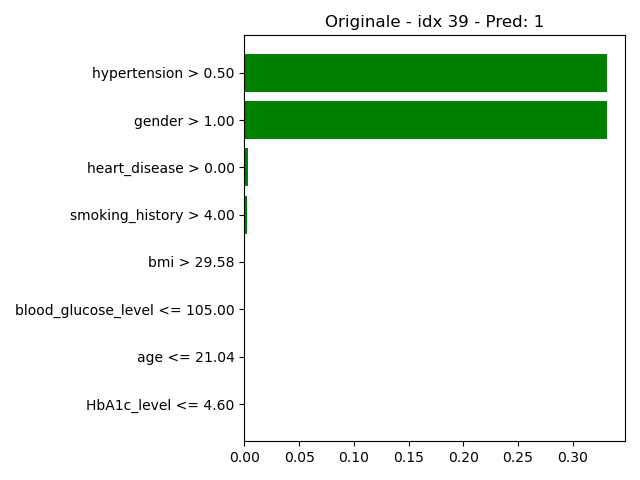 Originale - idx 39 - Pred: 1
hypertension > 0.50
gender > 1.00
heart_disease > 0.00
smoking_history > 4.00
bmi > 29.58
blood_glucose_level <= 105.00
age <= 21.04
HbA1c_level <= 4.60
0.00 0.05 0.10 0.15 0.20 0.25 0.30